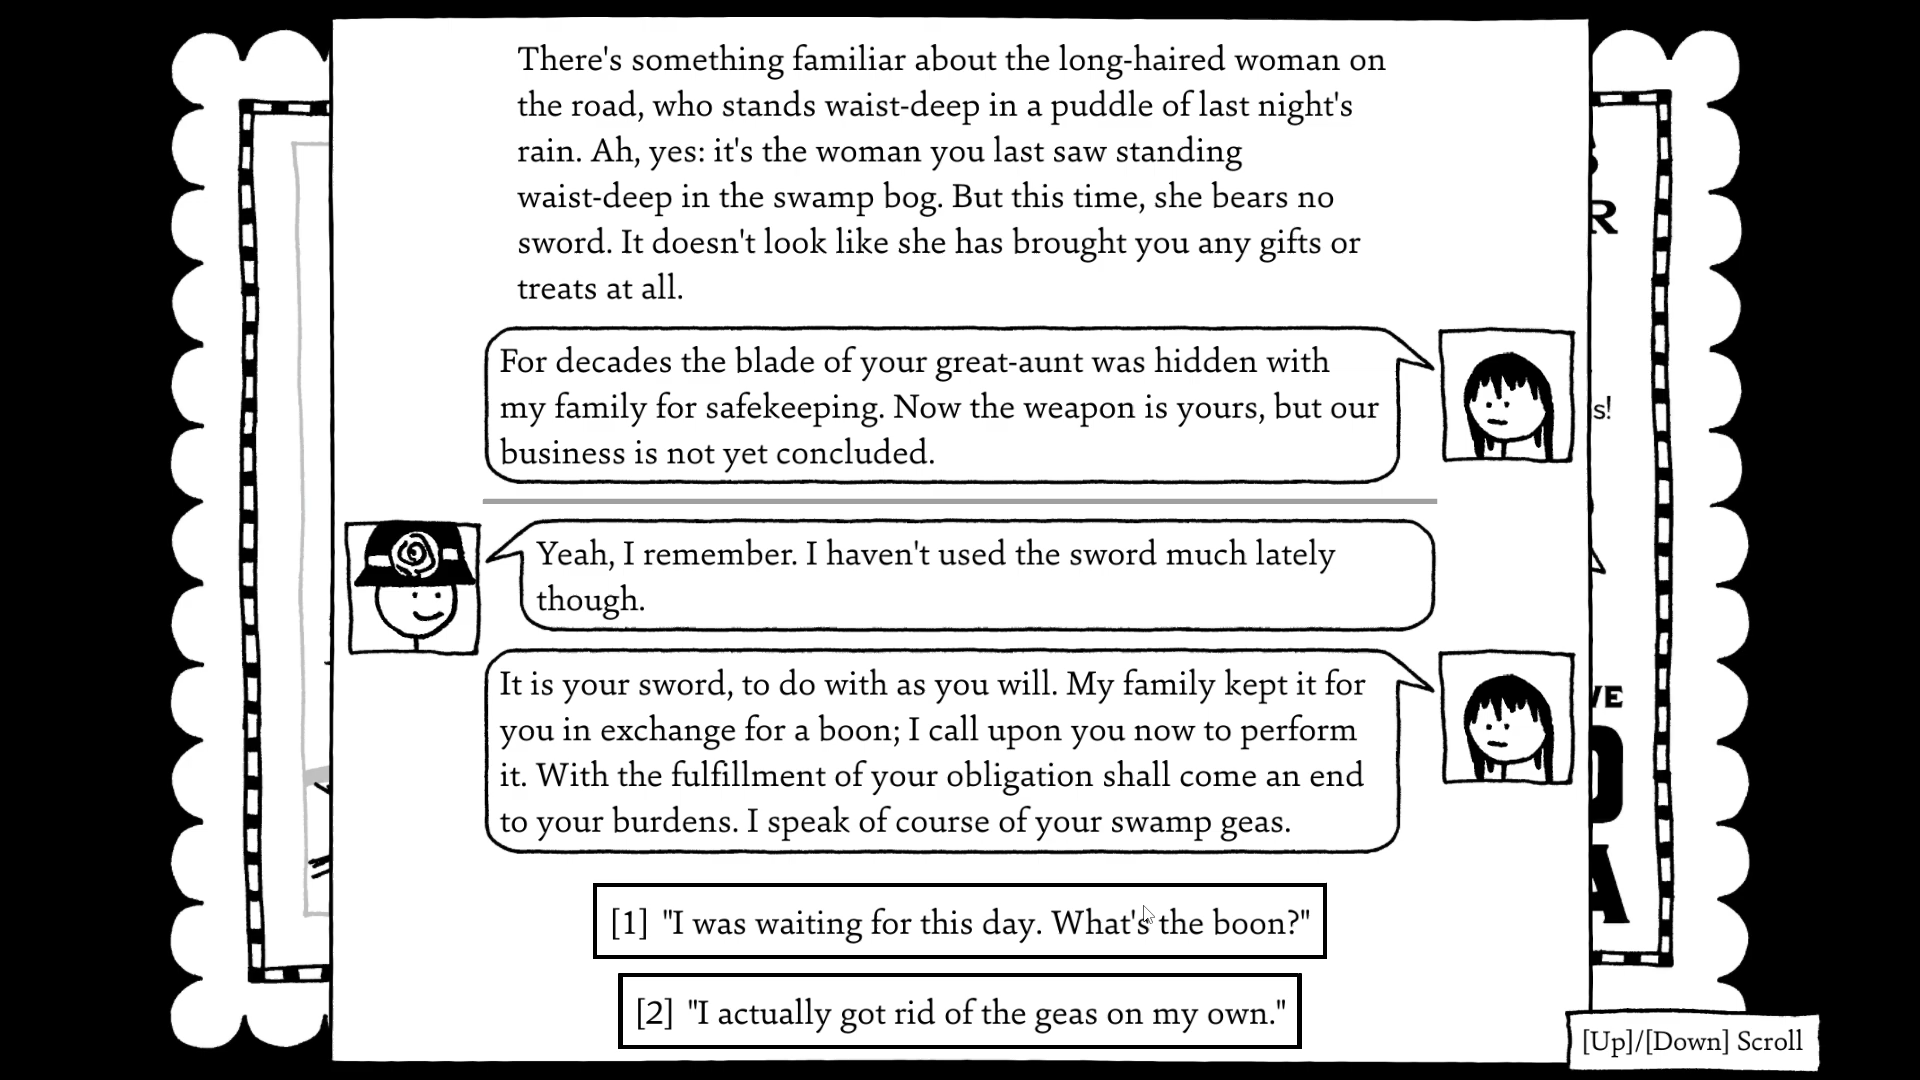 There's something familiar about the long-haired woman on
the road, who stands waist-deep in a puddle of last night's
rain. Ah, yes: it's the woman you last saw standing
waist-deep in the swamp bog. But this time, she bears no
sword. It doesn't look like she has brought you any gifts or
treats at all.
For decades the blade of your great-aunt was hidden with
my family for safekeeping. Now the weapon is yours, but our
business is not yet concluded.
Yeah, I remember. I haven't used the sword much lately
though.
It is your sword, to do with as you will. My family kept it for
you in exchange for a boon; I call upon you now to perform
it. With the fulfillment of your obligation shall come an end
to your burdens. I speak of course of your swamp geas.
[1] "I was waiting for this day. What's the boon?"
[2] "I actually got rid of the geas on my own."
[Up]/[Down] Scroll